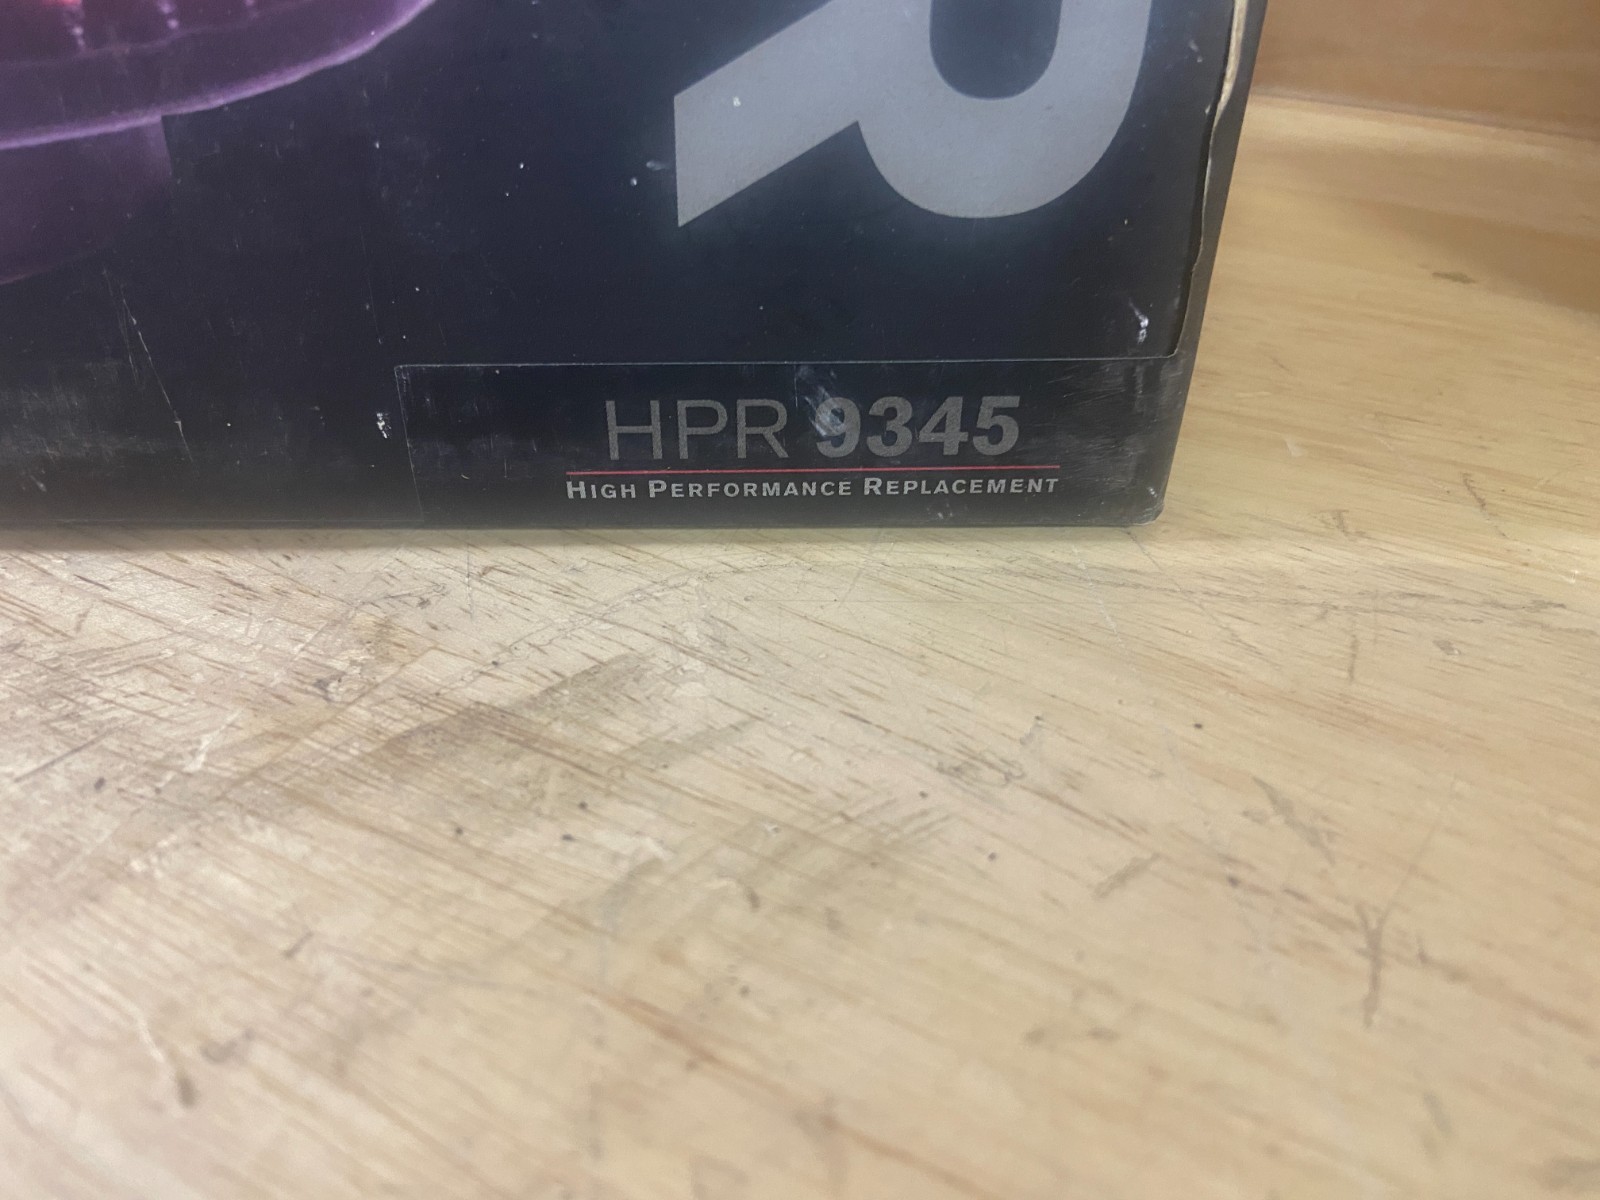 R
HPR 9345
HIGH PERFORMANCE REPLACEMENT